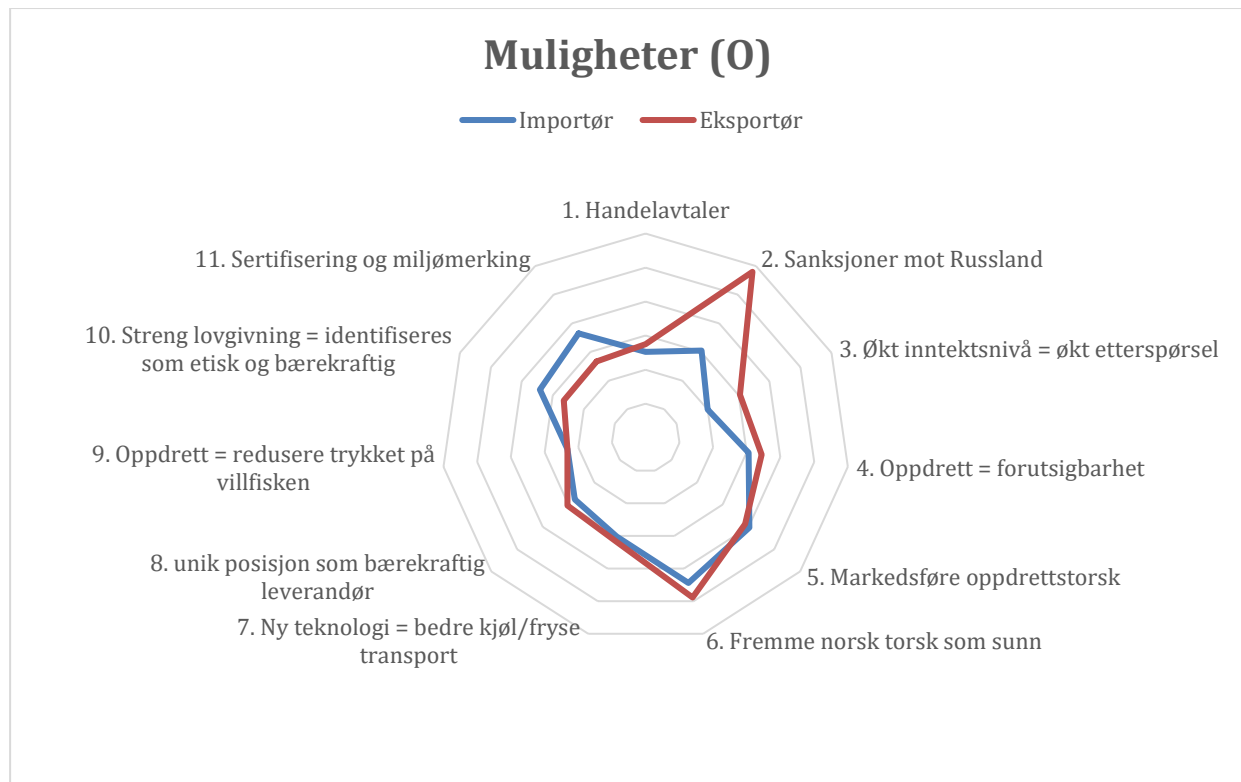 Muligheter (O)
Importør
Eksportør
1. Handelavtaler
2. Sanksjoner mot Russland
3. Økt inntektsnivå = økt etterspørsel
4. Oppdrett = forutsigbarhet
5. Markedsføre oppdrettstorsk
6. Fremme norsk torsk som sunn
7. Ny teknologi = bedre kjøl/fryse
transport
8. unik posisjon som bærekraftig
leverandør
9. Oppdrett = redusere trykket på
villfisken
10. Streng lovgivning = identifiseres
som etisk og bærekraftig
11. Sertifisering og miljømerking